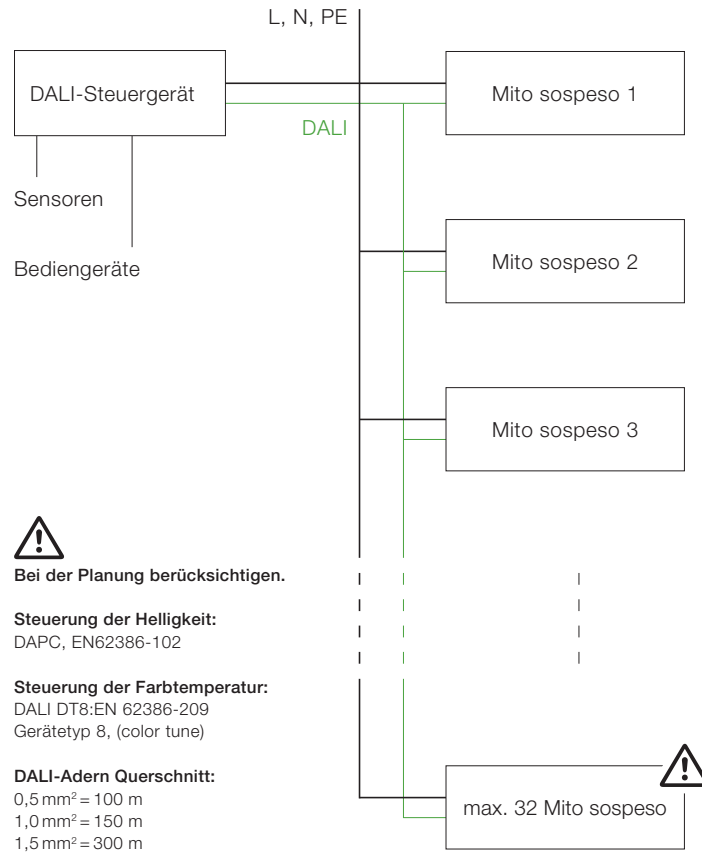 L, N, PE
DALI-Steuergerät
Mito sospeso 1
DALI
Sensoren
Bediengeräte
Mito sospeso 2
Mito sospeso 3
Bei der Planung berücksichtigen.
Steuerung der Helligkeit:
DAPC, EN62386-102
Steuerung der Farbtemperatur:
DALI DT8:EN 62386-209
Gerätetyp 8, (color tune)
DALI-Adern Querschnitt:
0,5 mm² = 100 m
1,0 mm² = 150 m
1,5 mm² = 300 m
max. 32 Mito sospeso